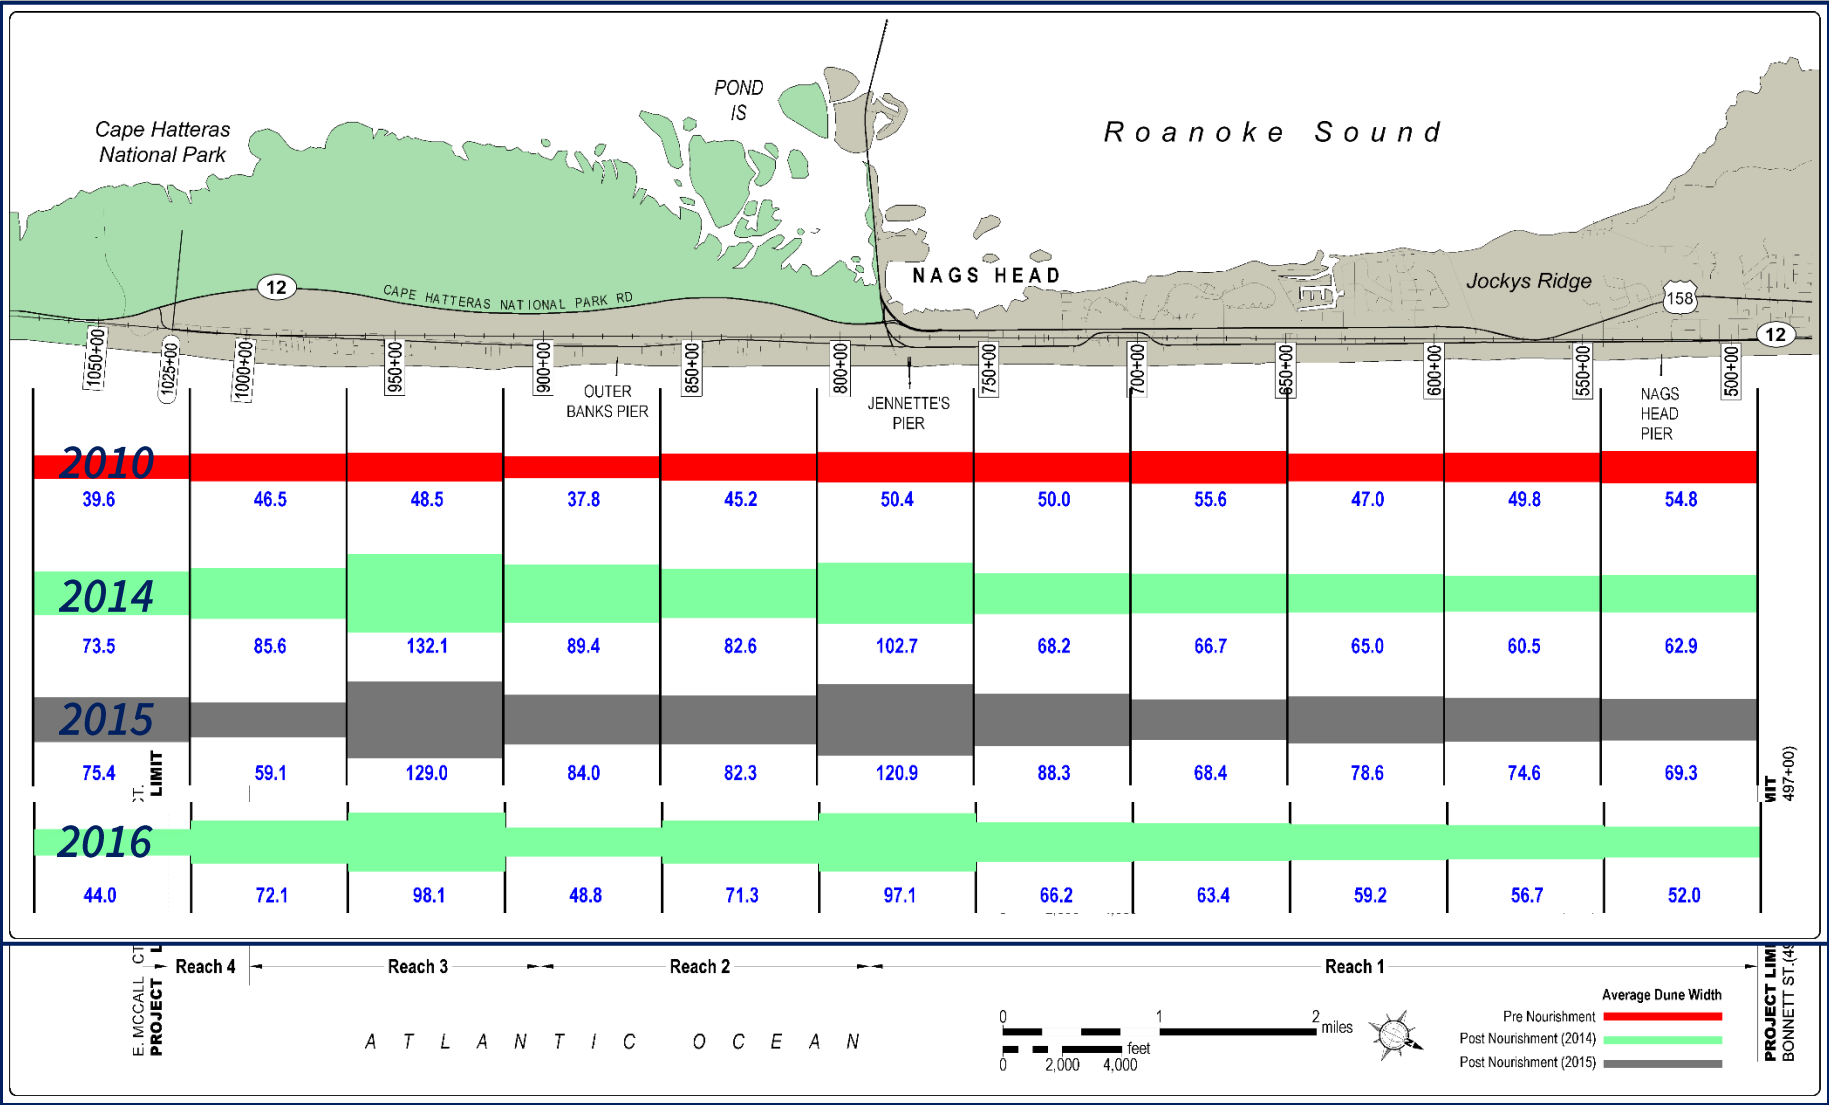 POND
IS
Cape Hatteras
National Park
Roanoke Sound
NAGS HEAD
Jockys Ridge
12
CAPE HATTERAS NATIONAL PARK RD
158
12
1050+00
1025+00
1000+00
950+00
900+00
850+00
800+00
750+00
700+00
650+00
600+00
550+00
500+00
OUTER
BANKS PIER
JENNETTE'S
PIER
NAGS
HEAD
PIER
2010
39.6 46.5 48.5 37.8 45.2 50.4 50.0 55.6 47.0 49.8 54.8
2014
73.5 85.6 132.1 89.4 82.6 102.7 68.2 66.7 65.0 60.5 62.9
2015
75.4 59.1 129.0 84.0 82.3 120.9 88.3 68.4 78.6 74.6 69.3
LIMIT
497+00)
2016
44.0 72.1 98.1 48.8 71.3 97.1 66.2 63.4 59.2 56.7 52.0
E. MCCALL CT
PROJECT L
Reach 4 Reach 3 Reach 2 Reach 1
ATLANTIC OCEAN
0 1 2 miles
feet
0 2,000 4,000
Average Dune Width
Pre Nourishment
Post Nourishment (2014)
Post Nourishment (2015)
PROJECT LIM
BONNETT ST.(49